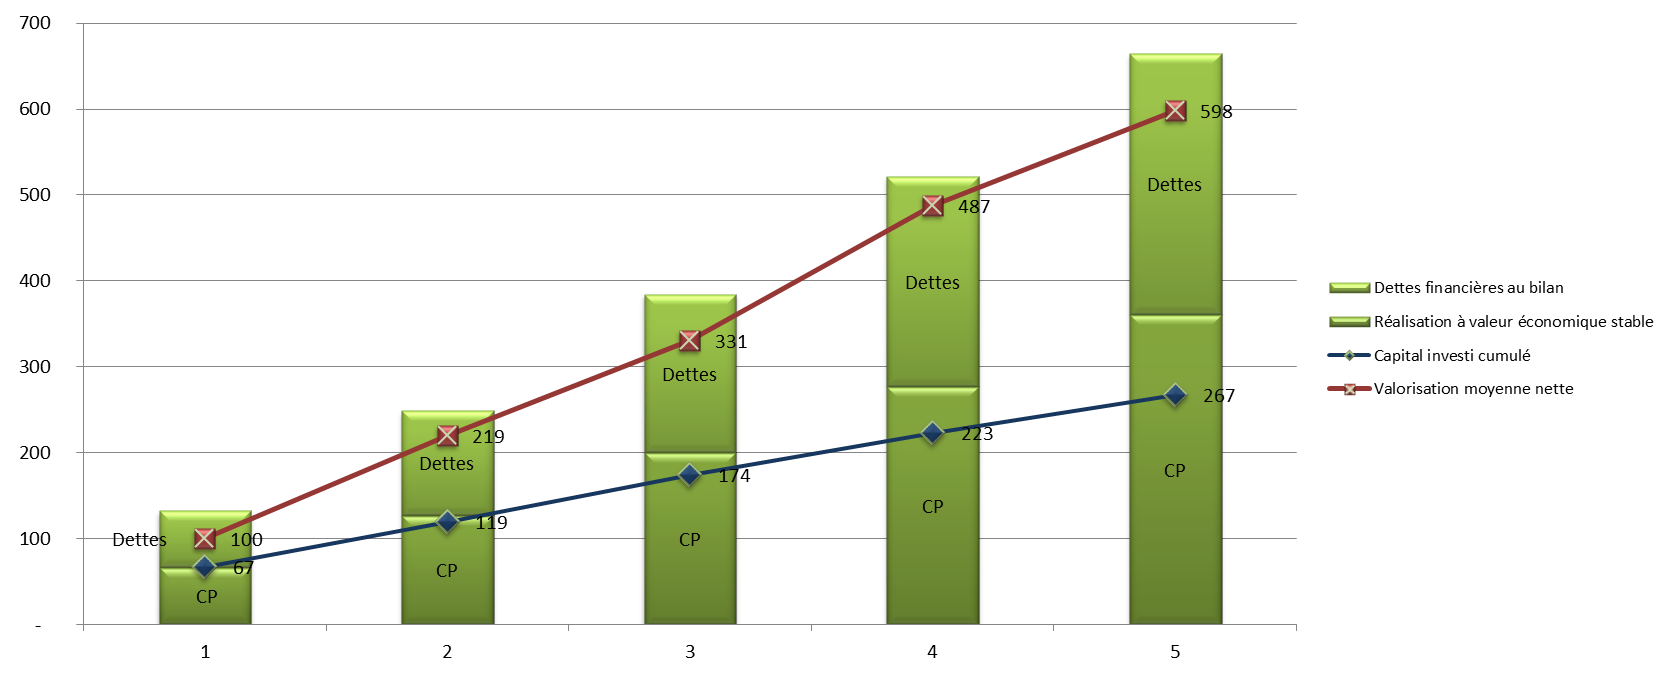 700
600
500
400
300
200
100
-
Dettes
CP
100
67
Dettes
CP
219
119
Dettes
CP
331
174
Dettes
CP
487
223
Dettes
CP
598
267
1 2 3 4 5
Dettes financières au bilan
Réalisation à valeur économique stable
Capital investi cumulé
Valorisation moyenne nette